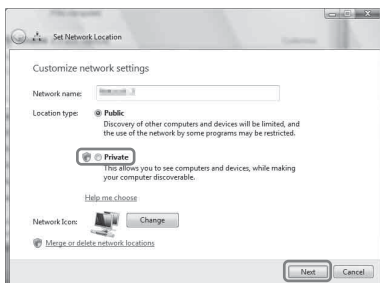 Set Network Location
Customize network settings
Network name:
Location type:
Public
Discovery of other computers and devices will be limited, and
the use of the network by some programs may be restricted.
Private
This allows you to see computers and devices, while making
your computer discoverable.
Help me choose
Network Icon:
Change
Merge or delete network locations
Next
Cancel